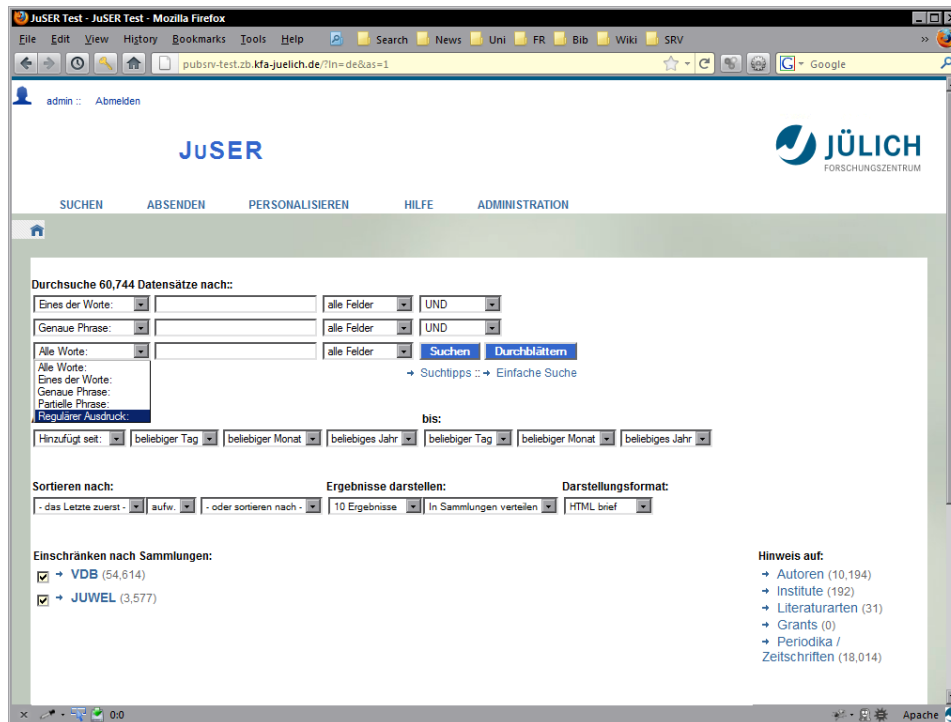 JuSER Test - JuSER Test - Mozilla Firefox
File Edit View History Bookmarks Tools Help Search News Uni FR Bib Wiki SRV »
pubsrv-test.zb.kfa-juelich.de/?ln=de&as=1 Google
admin :: Abmelden
JuSER
JÜLICH
FORSCHUNGSZENTRUM
SUCHEN ABSENDEN PERSONALISIEREN HILFE ADMINISTRATION
Durchsuche 60,744 Datensätze nach::
Eines der Worte: alle Felder UND
Genaue Phrase: alle Felder UND
Alle Worte: alle Felder Suchen Durchblättern
Alle Worte:
Eines der Worte:
Genaue Phrase:
Partielle Phrase:
Regulärer Ausdruck:
Suchtipps :: Einfache Suche
bis:
Hinzufügt seit: beliebiger Tag beliebiger Monat beliebiges Jahr beliebiger Tag beliebiger Monat beliebiges Jahr
Sortieren nach: Ergebnisse darstellen: Darstellungsformat:
- das Letzte zuerst - aufw. - oder sortieren nach - 10 Ergebnisse In Sammlungen verteilen HTML brief
Einschränken nach Sammlungen:
VDB (54,614)
JUWEL (3,577)
Hinweis auf:
Autoren (10,194)
Institute (192)
Literaturarten (31)
Grants (0)
Periodika /
Zeitschriften (18,014)
0:0 Apache